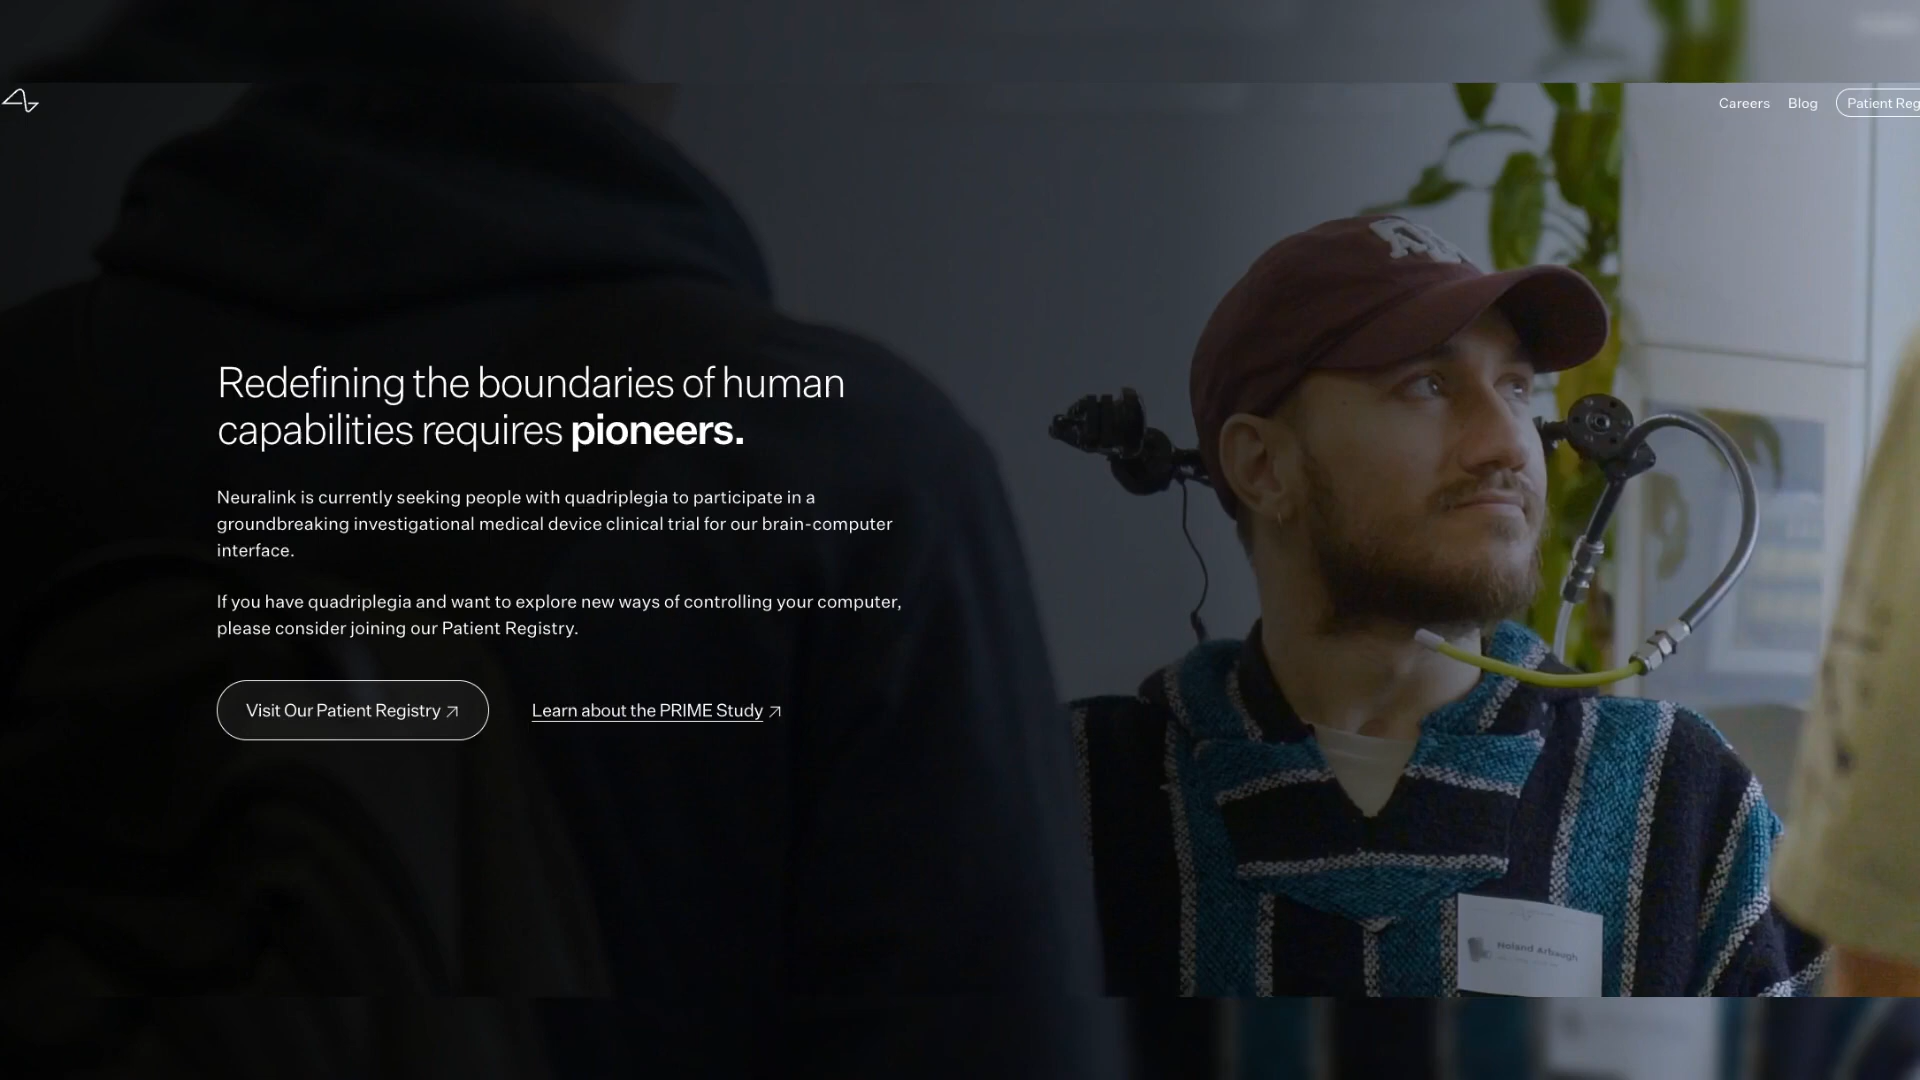 Careers Blog Patient Reg
Redefining the boundaries of human
capabilities requires pioneers.
Neuralink is currently seeking people with quadriplegia to participate in a
groundbreaking investigational medical device clinical trial for our brain-computer
interface.
If you have quadriplegia and want to explore new ways of controlling your computer,
please consider joining our Patient Registry.
Visit Our Patient Registry ↗ Learn about the PRIME Study ↗
Noland Arbaugh